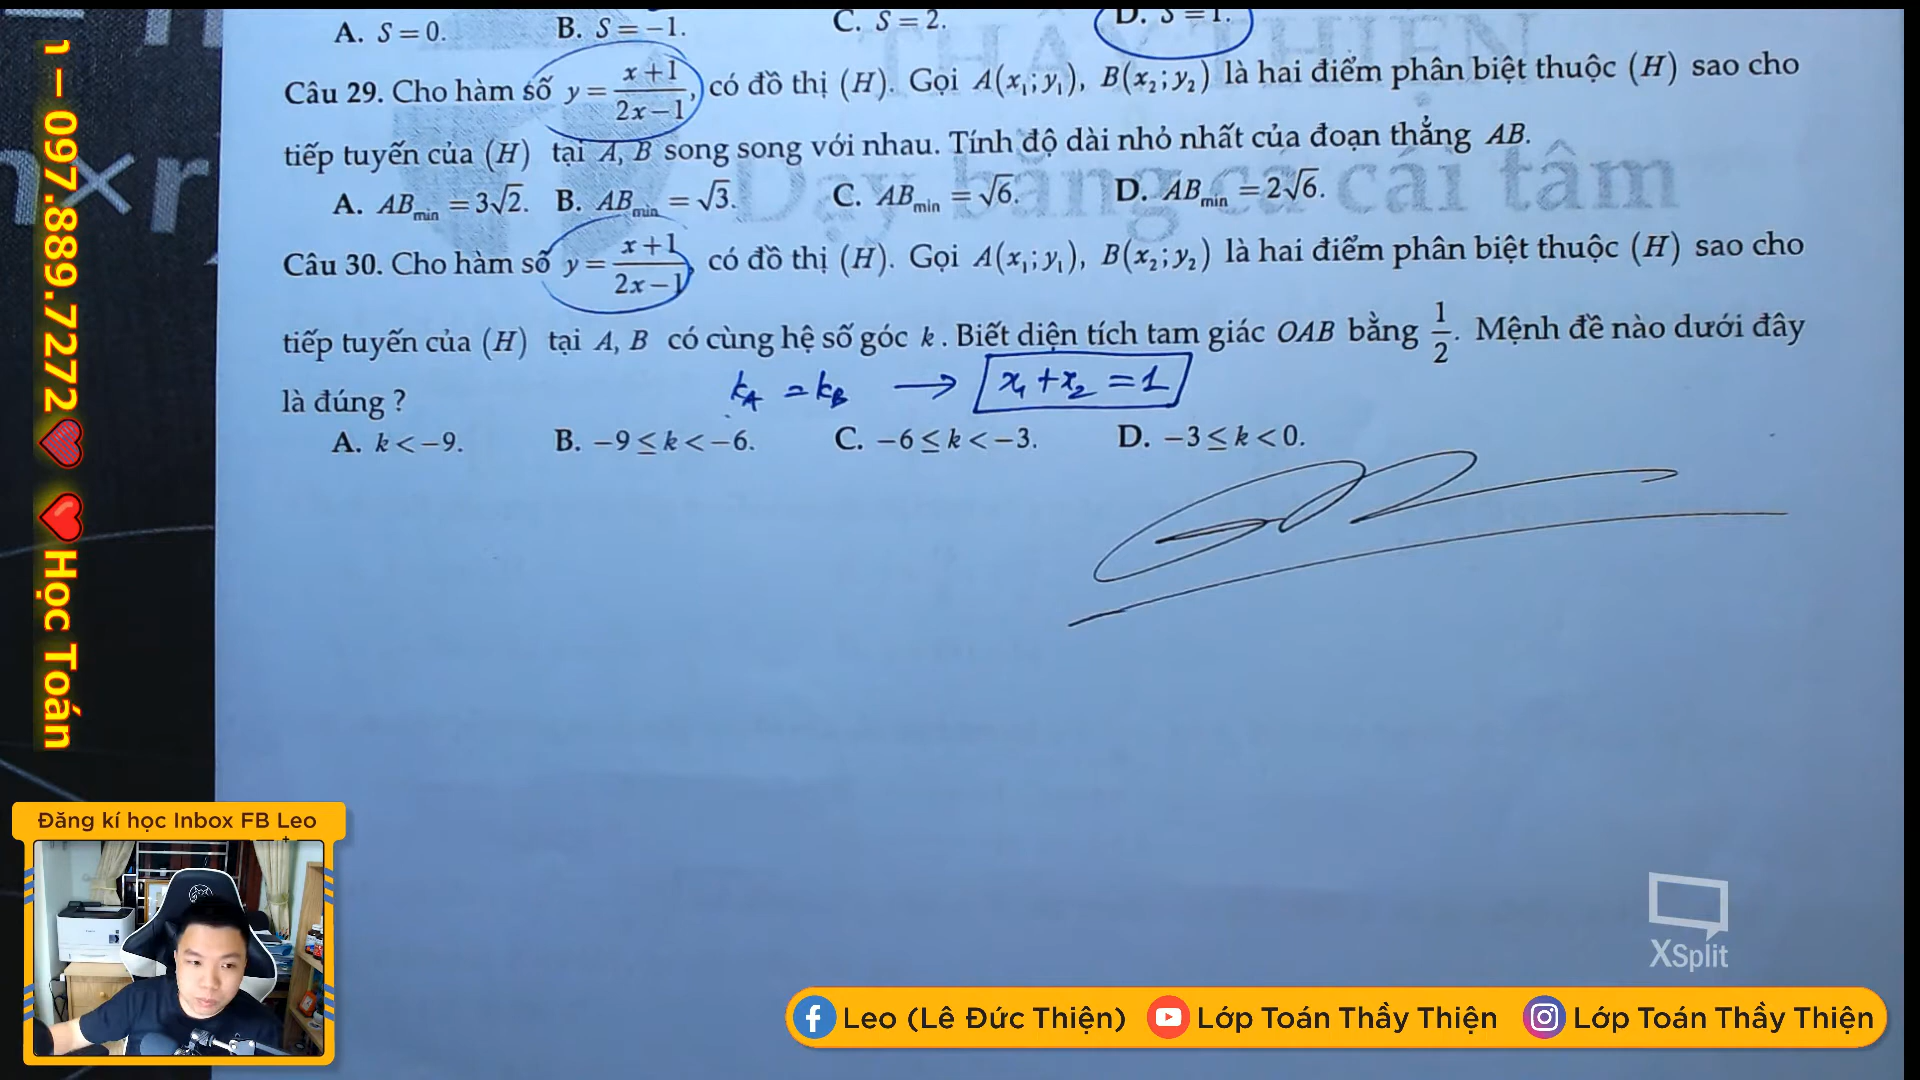 A. S = 0. B. S = −1. C. S = 2. D. S = 1.
THẦY THIỆN
Câu 29. Cho hàm số y = (x+1)/(2x−1), có đồ thị (H). Gọi A(x₁;y₁), B(x₂;y₂) là hai điểm phân biệt thuộc (H) sao cho
tiếp tuyến của (H) tại A, B song song với nhau. Tính độ dài nhỏ nhất của đoạn thẳng AB.
Dạy bằng cả cái tâm
A. AB_min = 3√2. B. AB_min = √3. C. AB_min = √6. D. AB_min = 2√6.
Câu 30. Cho hàm số y = (x+1)/(2x−1), có đồ thị (H). Gọi A(x₁;y₁), B(x₂;y₂) là hai điểm phân biệt thuộc (H) sao cho
tiếp tuyến của (H) tại A, B có cùng hệ số góc k. Biết diện tích tam giác OAB bằng 1/2. Mệnh đề nào dưới đây
là đúng ?
k_A = k_B → x₁ + x₂ = 1
A. k < −9. B. −9 ≤ k < −6. C. −6 ≤ k < −3. D. −3 ≤ k < 0.
– 097.889.7272 ❤ ❤ Học Toán
Đăng kí học Inbox FB Leo
XSplit
Leo (Lê Đức Thiện) Lớp Toán Thầy Thiện Lớp Toán Thầy Thiện